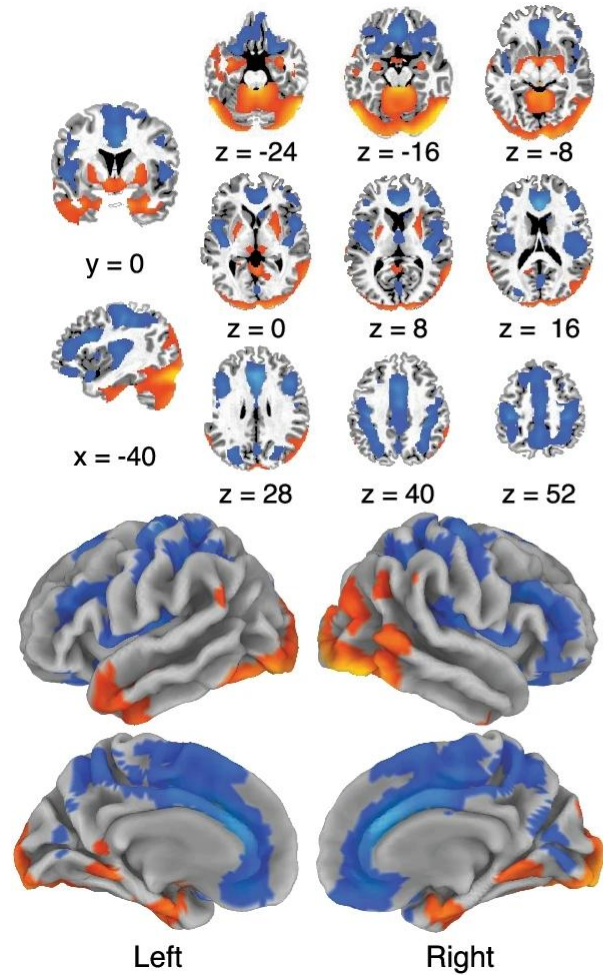 z = -24
z = -16
z = -8
y = 0
z = 0
z = 8
z = 16
x = -40
z = 28
z = 40
z = 52
Left
Right